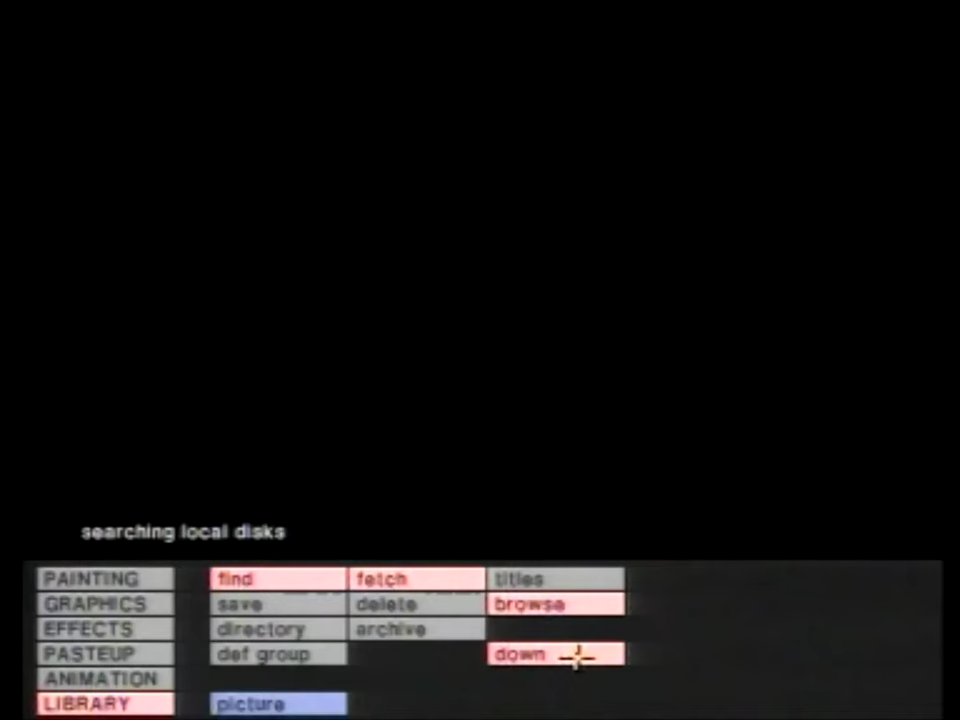 searching local disks
PAINTING find fetch titles
GRAPHICS save delete browse
EFFECTS directory archive
PASTEUP def group down
ANIMATION
LIBRARY picture